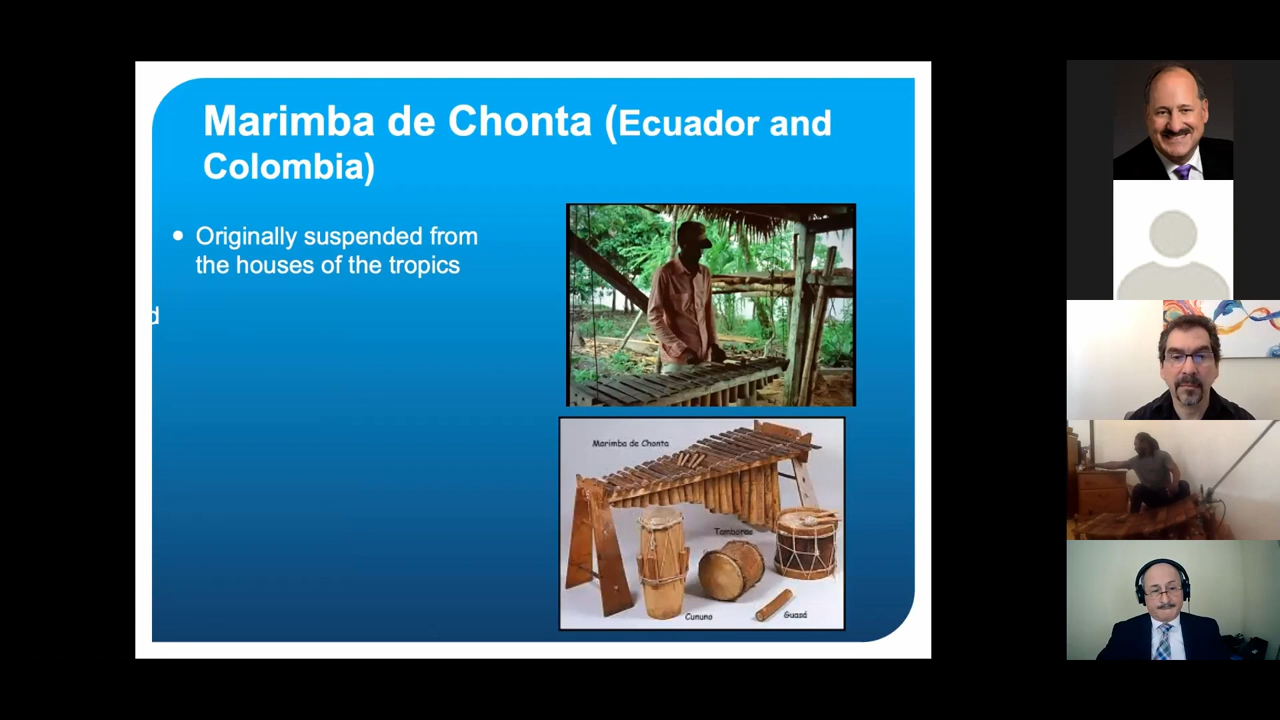 Marimba de Chonta (Ecuador and
Colombia)
• Originally suspended from
the houses of the tropics
d
Marimba de Chonta
Tambores
Cununo
Guasá